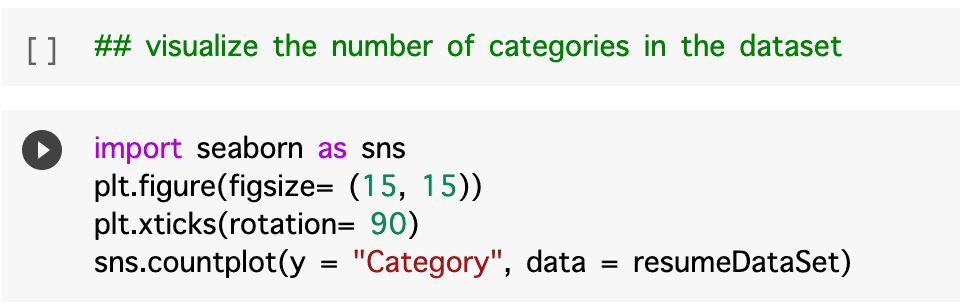 [ ] ## visualize the number of categories in the dataset
import seaborn as sns
plt.figure(figsize= (15, 15))
plt.xticks(rotation= 90)
sns.countplot(y = "Category", data = resumeDataSet)